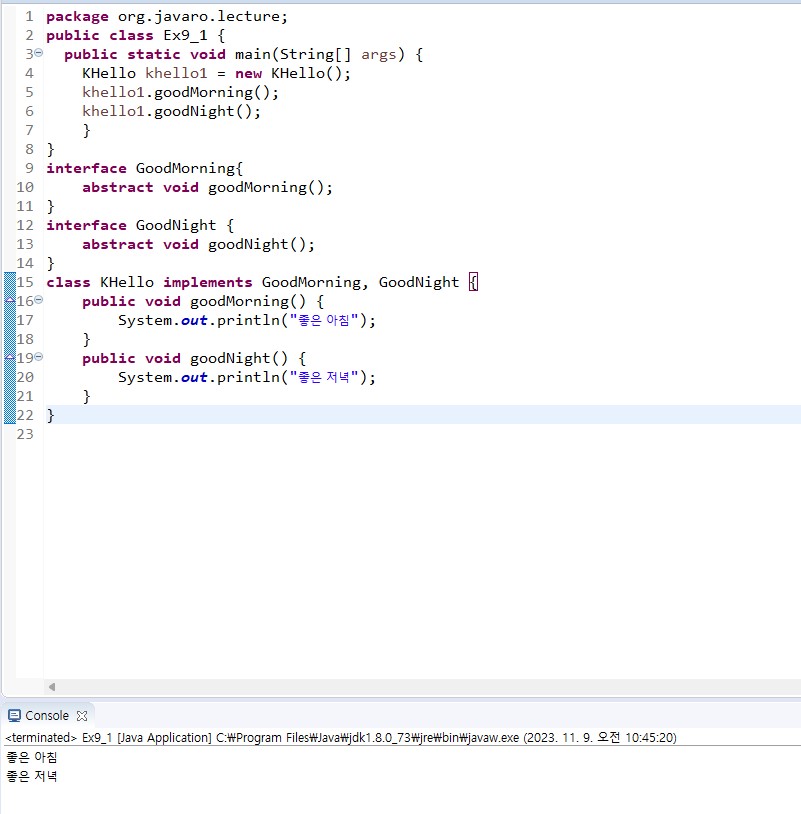 1 package org.javaro.lecture;
2 public class Ex9_1 {
3 public static void main(String[] args) {
4 KHello khello1 = new KHello();
5 khello1.goodMorning();
6 khello1.goodNight();
7 }
8 }
9 interface GoodMorning{
10 abstract void goodMorning();
11 }
12 interface GoodNight {
13 abstract void goodNight();
14 }
15 class KHello implements GoodMorning, GoodNight {
16 public void goodMorning() {
17 System.out.println("좋은 아침");
18 }
19 public void goodNight() {
20 System.out.println("좋은 저녁");
21 }
22 }
23
Console
<terminated> Ex9_1 [Java Application] C:₩Program Files₩Java₩jdk1.8.0_73₩jre₩bin₩javaw.exe (2023. 11. 9. 오전 10:45:20)
좋은 아침
좋은 저녁